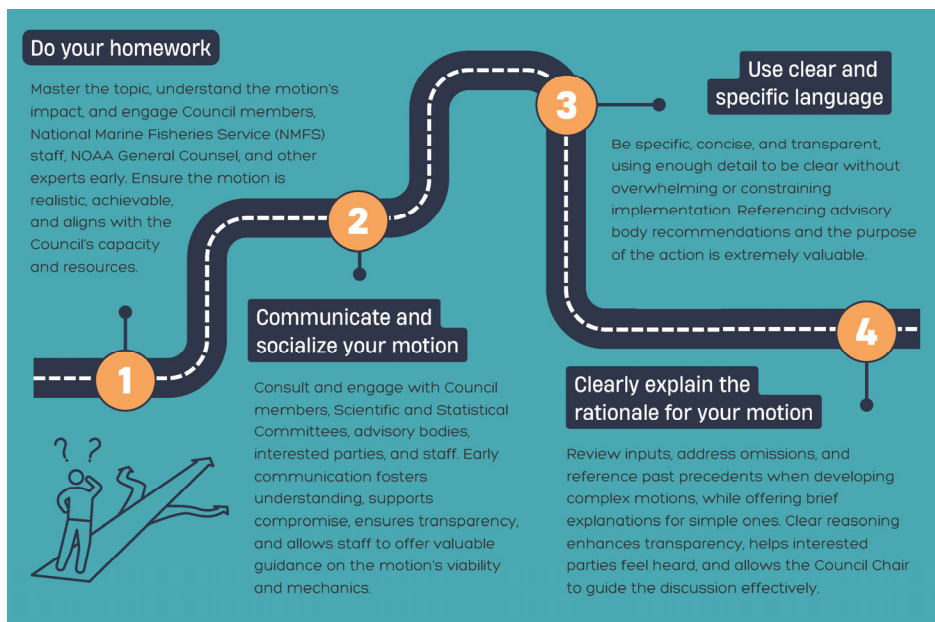 Do your homework
Master the topic, understand the motion's
impact, and engage Council members,
National Marine Fisheries Service (NMFS)
staff, NOAA General Counsel, and other
experts early. Ensure the motion is
realistic, achievable,
and aligns with the
Council's capacity
and resources.
1
2
Communicate and
socialize your motion
Consult and engage with Council
members, Scientific and Statistical
Committees, advisory bodies,
interested parties, and staff. Early
communication fosters
understanding, supports
compromise, ensures transparency,
and allows staff to offer valuable
guidance on the motion's viability
and mechanics.
3
Use clear and
specific language
Be specific, concise, and transparent,
using enough detail to be clear without
overwhelming or constraining
implementation. Referencing advisory
body recommendations and the purpose
of the action is extremely valuable.
4
Clearly explain the
rationale for your motion
Review inputs, address omissions, and
reference past precedents when developing
complex motions, while offering brief
explanations for simple ones. Clear reasoning
enhances transparency, helps interested
parties feel heard, and allows the Council Chair
to guide the discussion effectively.
? ?